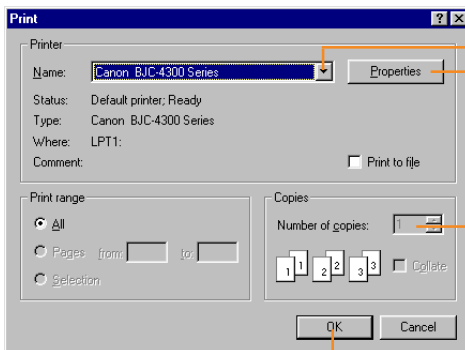 Print
Printer
Name: Canon BJC-4300 Series Properties
Status: Default printer; Ready
Type: Canon BJC-4300 Series
Where: LPT1:
Comment: Print to file
Print range
All
Pages from: to:
Selection
Copies
Number of copies: 1
1 1 2 2 3 3 Collate
OK Cancel